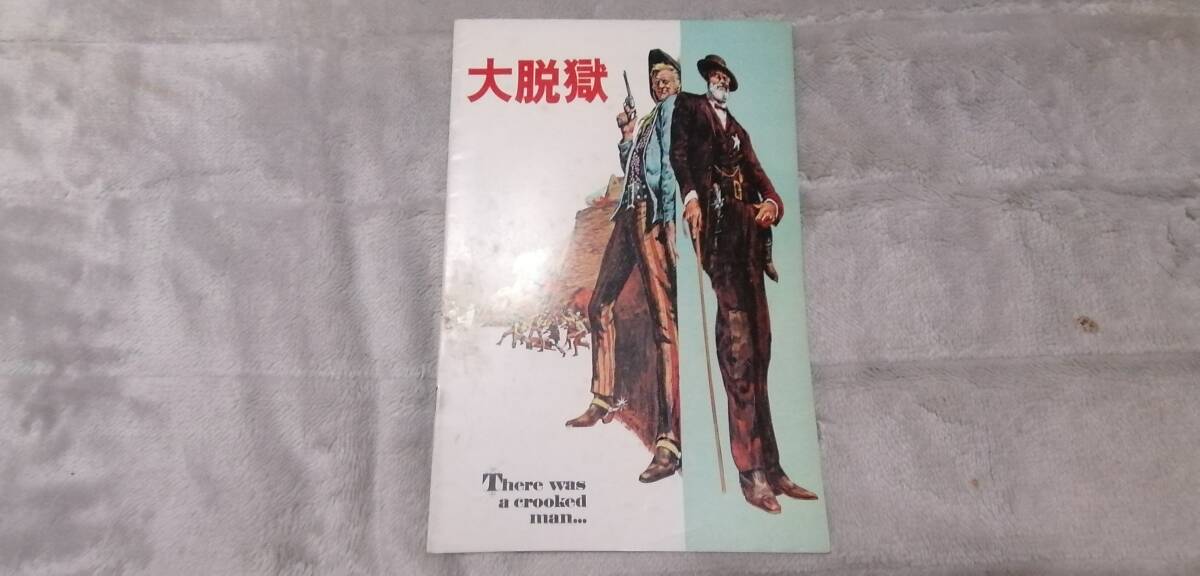 大脱獄
There was
a crooked
man...